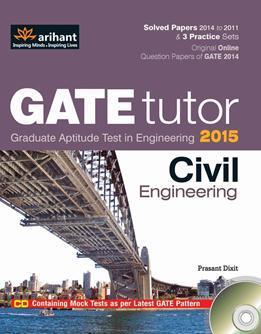 Solved Papers 2014 to 2011
& 3 Practice Sets
Original Online
Question Papers of GATE 2014
arihant
Inspiring Minds • Inspiring Lives
GATE tutor
Graduate Aptitude Test in Engineering 2015
Civil
Engineering
Prasant Dixit
CD Containing Mock Tests as per Latest GATE Pattern